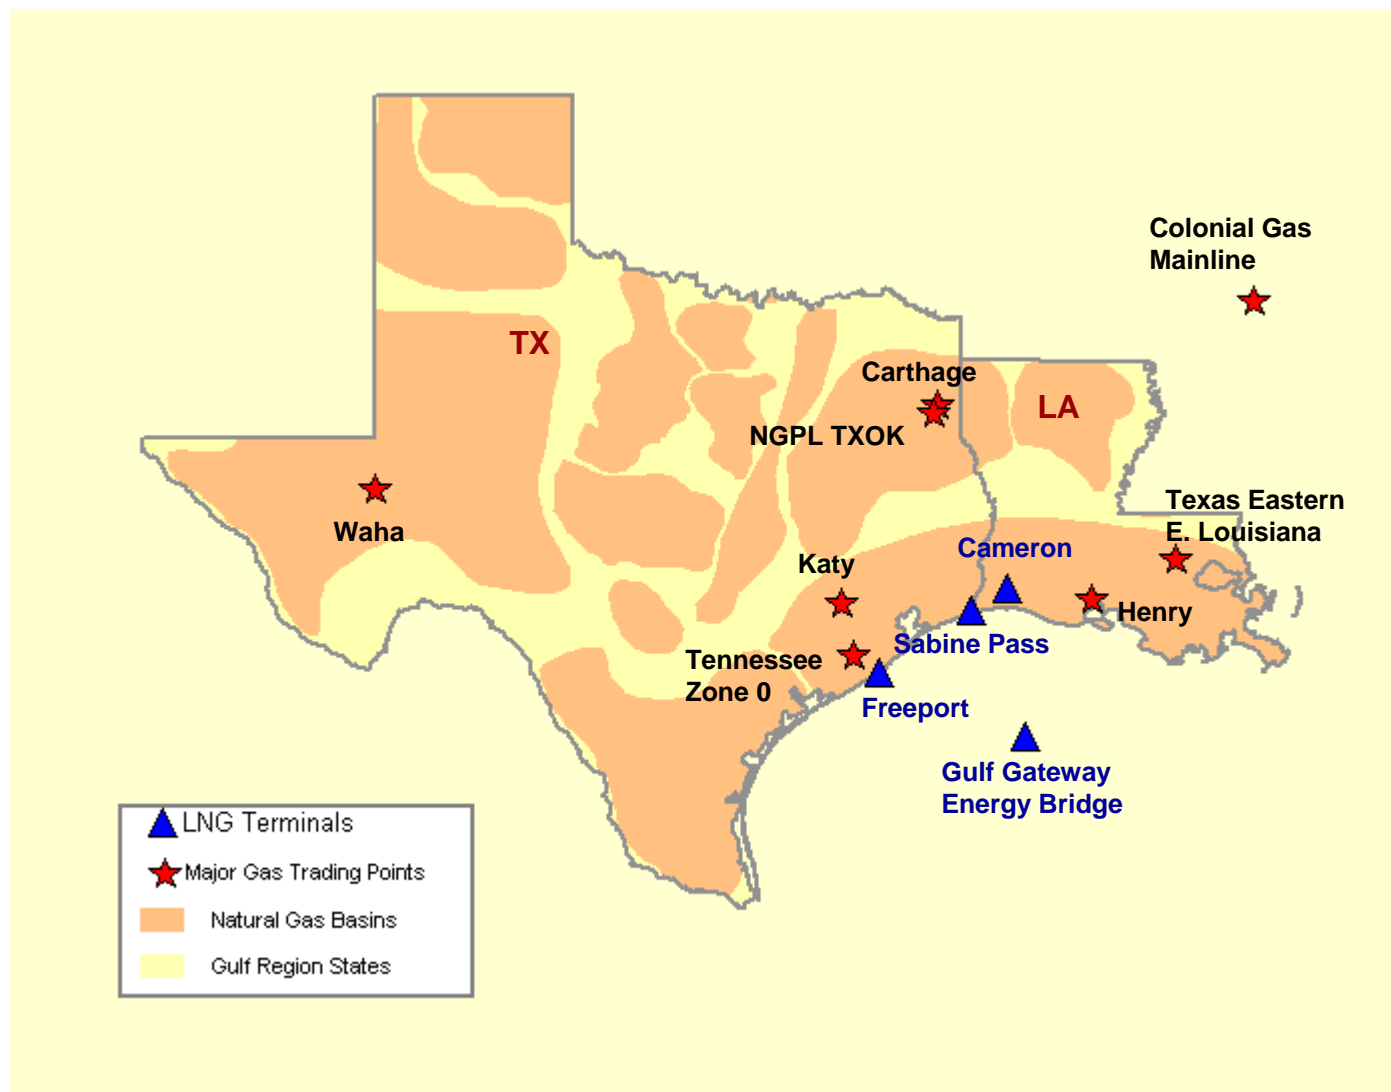 Colonial Gas
Mainline
TX
Carthage
LA
NGPL TXOK
Texas Eastern
E. Louisiana
Waha
Cameron
Katy
Henry
Sabine Pass
Tennessee
Zone 0
Freeport
Gulf Gateway
Energy Bridge
LNG Terminals
Major Gas Trading Points
Natural Gas Basins
Gulf Region States